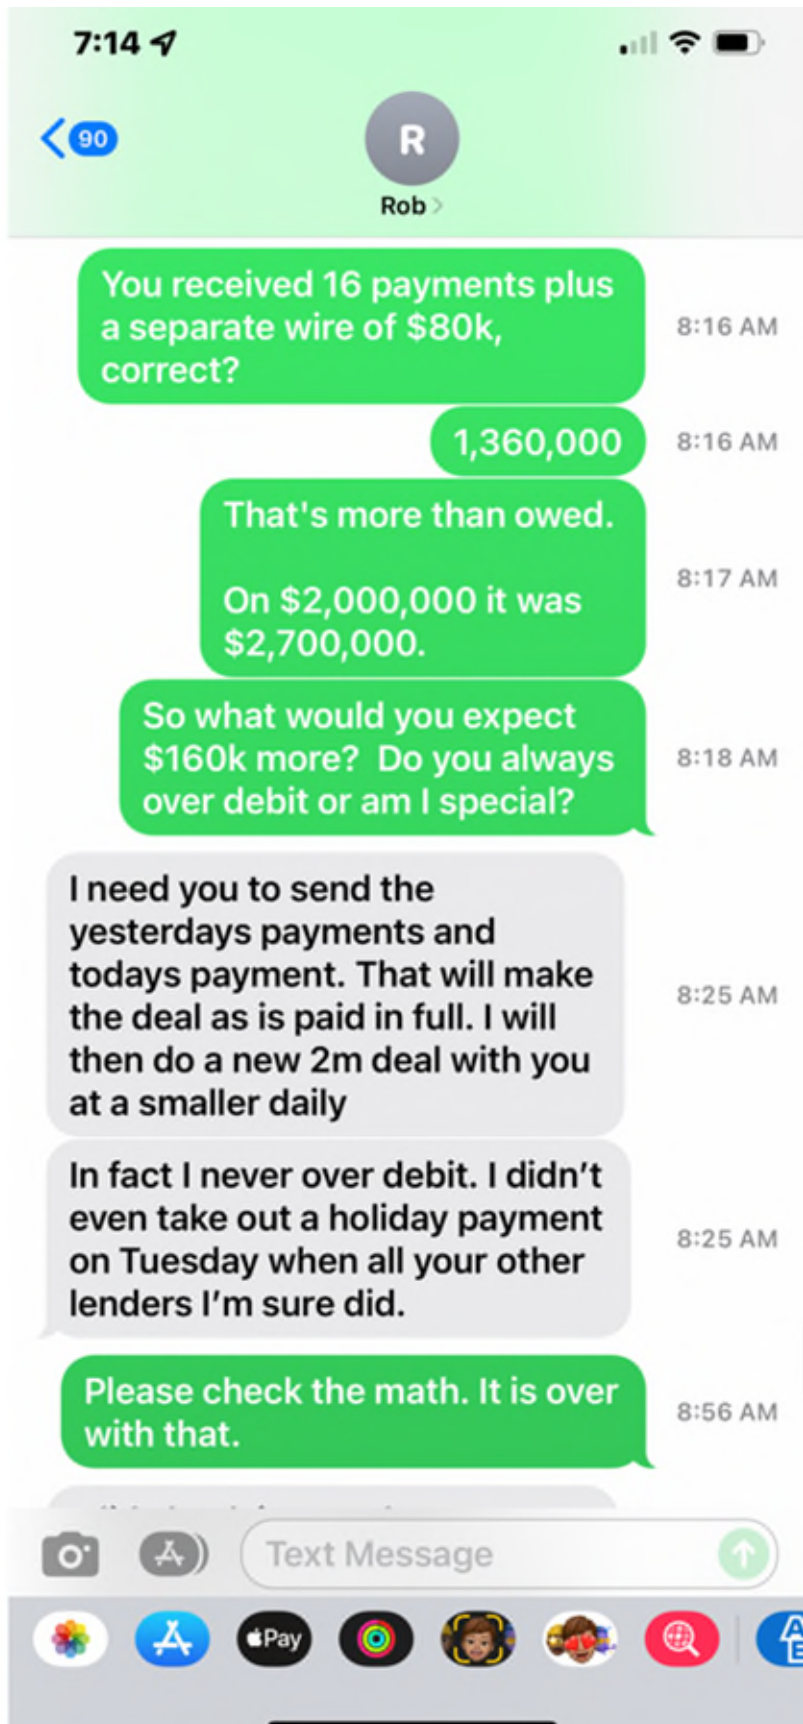 7:14
90
R
Rob
You received 16 payments plus
a separate wire of $80k,
correct?
8:16 AM
1,360,000
8:16 AM
That's more than owed.
On $2,000,000 it was
$2,700,000.
8:17 AM
So what would you expect
$160k more? Do you always
over debit or am I special?
8:18 AM
I need you to send the
yesterdays payments and
todays payment. That will make
the deal as is paid in full. I will
then do a new 2m deal with you
at a smaller daily
8:25 AM
In fact I never over debit. I didn’t
even take out a holiday payment
on Tuesday when all your other
lenders I’m sure did.
8:25 AM
Please check the math. It is over
with that.
8:56 AM
Text Message
Pay